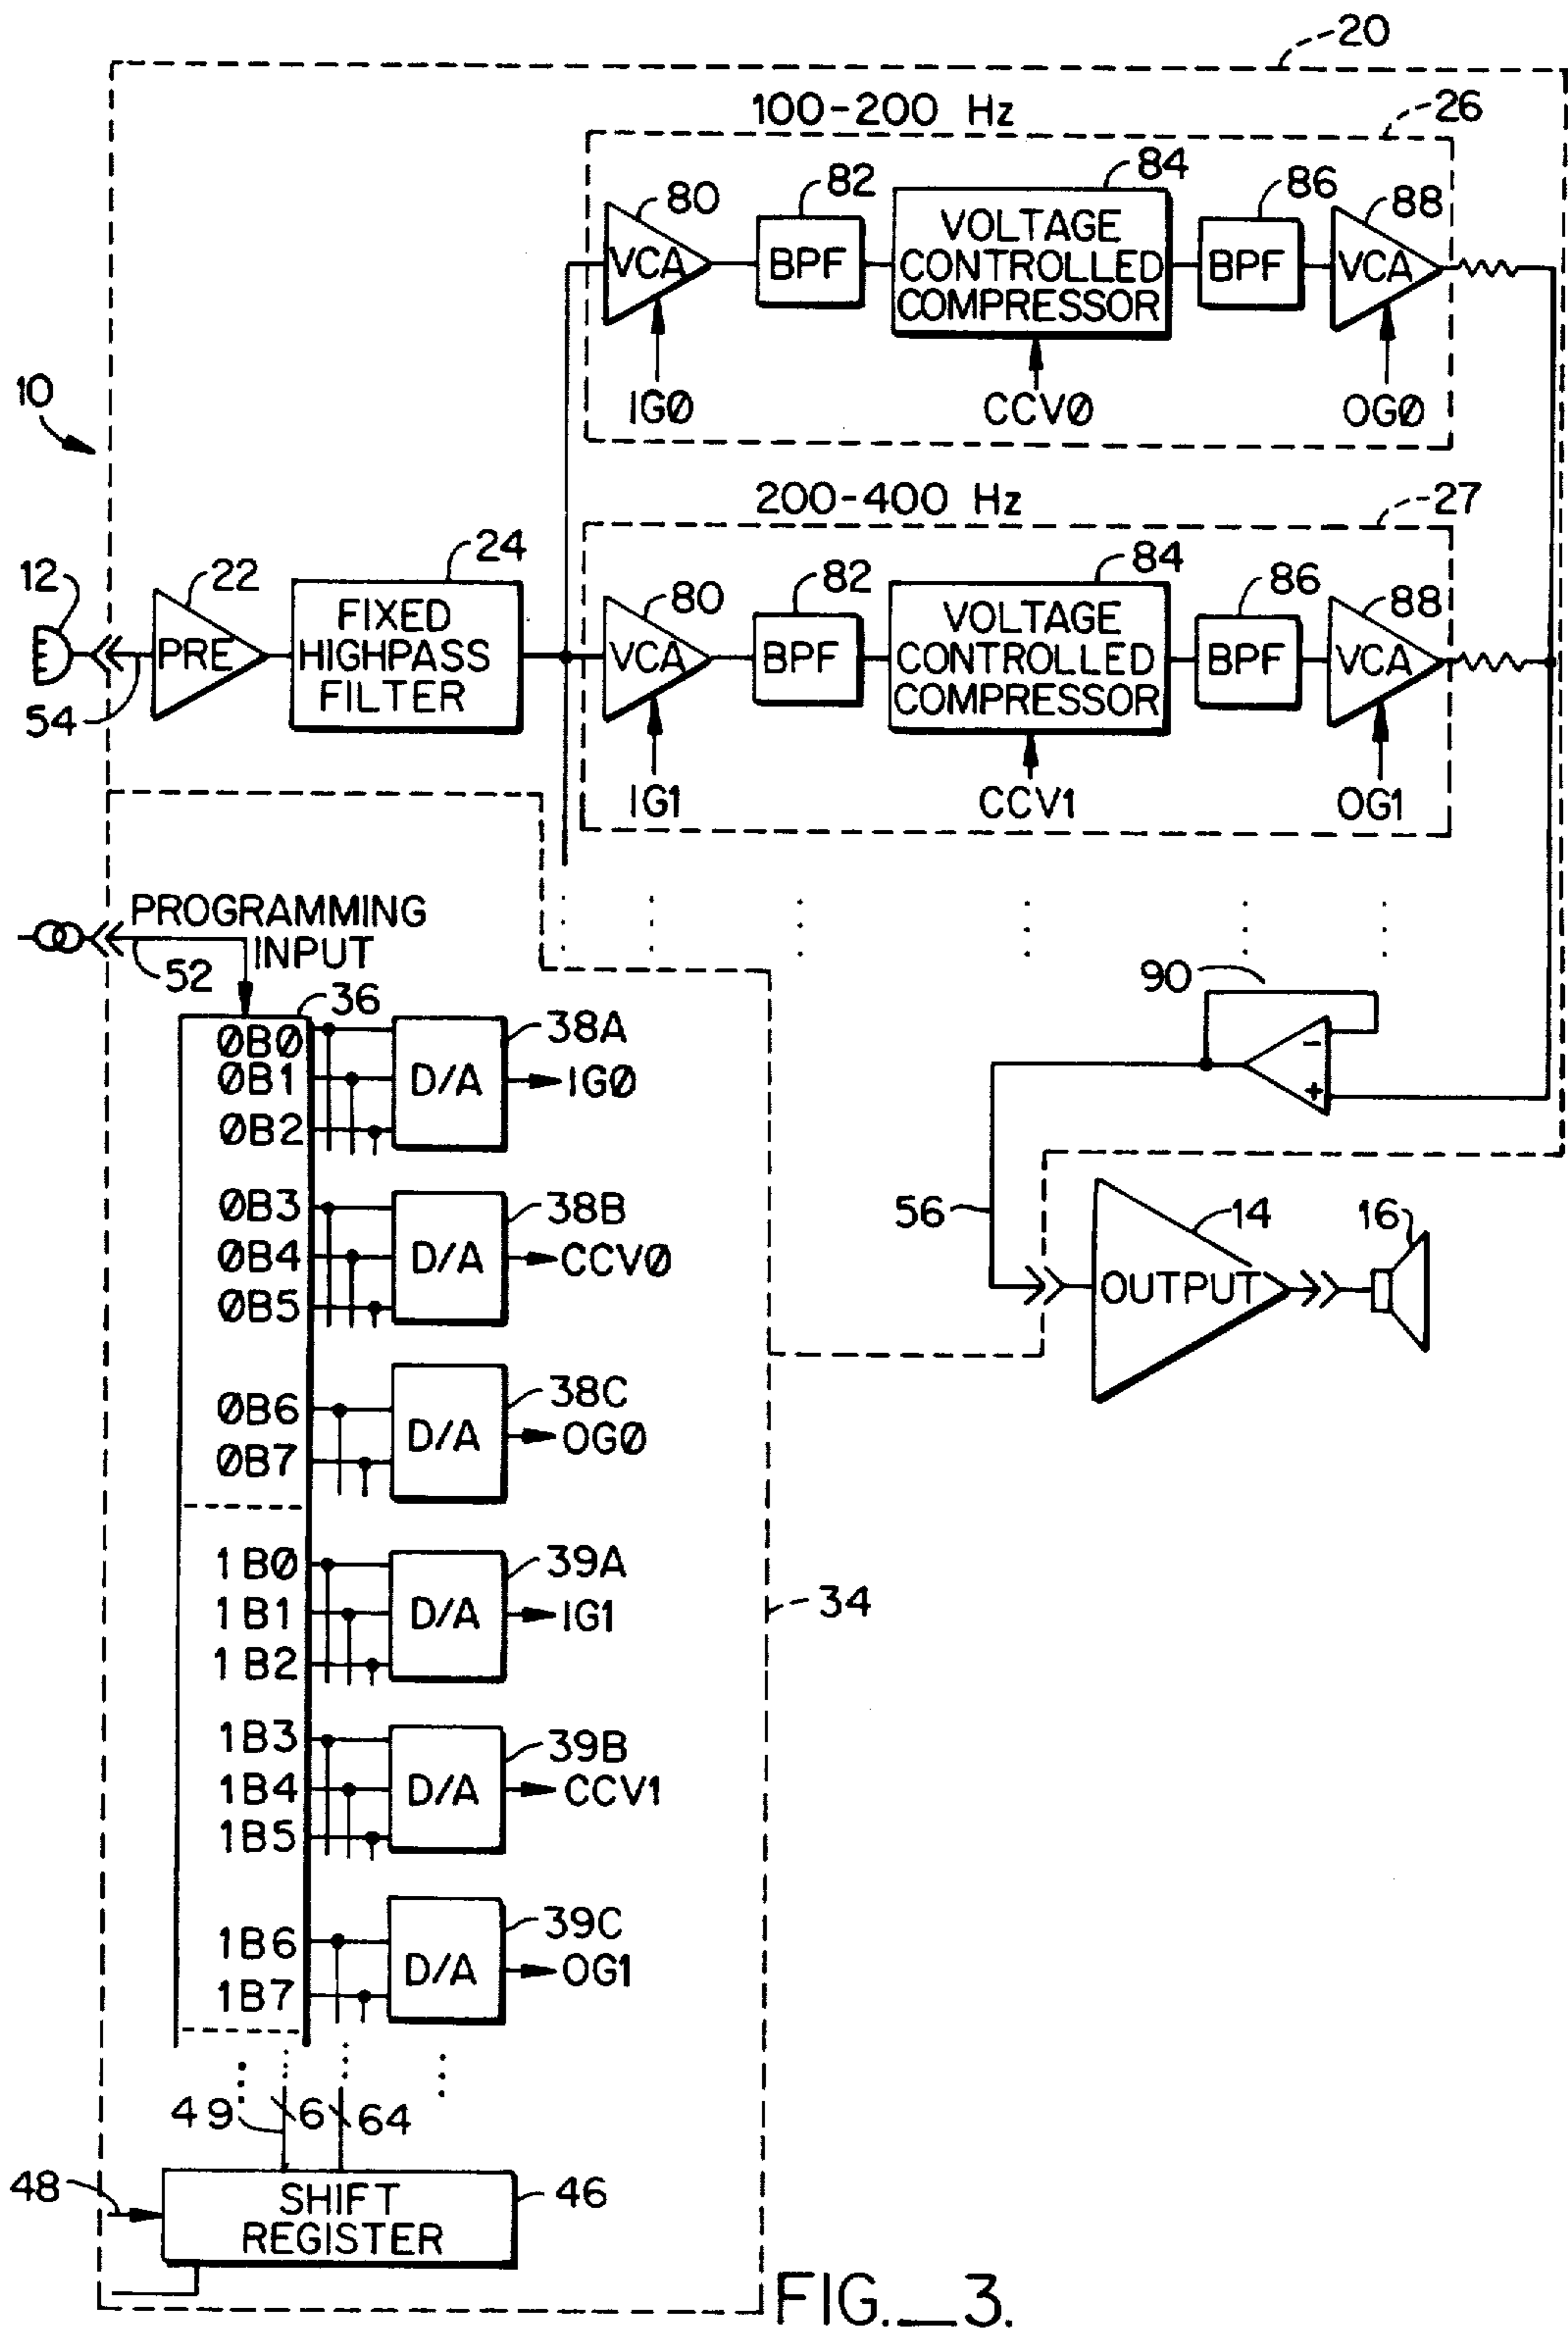 20
100-200 Hz
26
80
82
84
86
88
VCA
BPF
VOLTAGE
CONTROLLED
COMPRESSOR
BPF
VCA
IGØ
CCVØ
OGØ
10
200-400 Hz
27
12
22
24
80
82
84
86
88
PRE
FIXED
HIGHPASS
FILTER
VCA
BPF
VOLTAGE
CONTROLLED
COMPRESSOR
BPF
VCA
54
IG1
CCV1
OG1
PROGRAMMING
INPUT
52
36
90
-
+
ØBØ
ØB1
ØB2
D/A
38A
IGØ
ØB3
ØB4
ØB5
D/A
38B
CCVØ
56
14
16
OUTPUT
ØB6
ØB7
D/A
38C
OGØ
1BØ
1B1
1B2
D/A
39A
IG1
34
1B3
1B4
1B5
D/A
39B
CCV1
1B6
1B7
D/A
39C
OG1
49
6
64
48
SHIFT
REGISTER
46
FIG.__3.